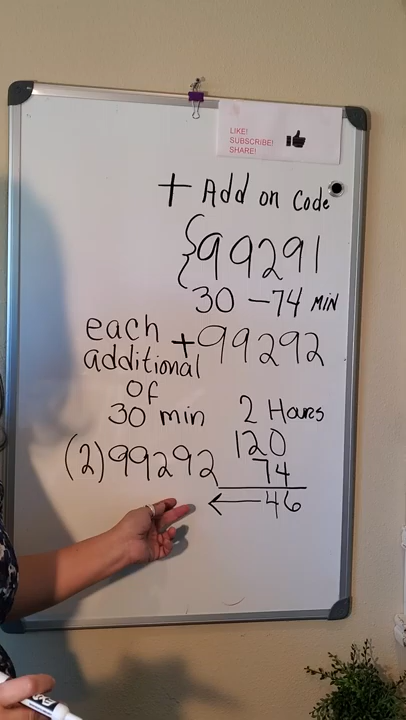 LIKE!
SUBSCRIBE!
SHARE!
+ Add on Code
{99291
30 - 74 MIN
each +99292
additional
of
30 min
2 Hours
120
74
(2)99292
← 46
EXPO